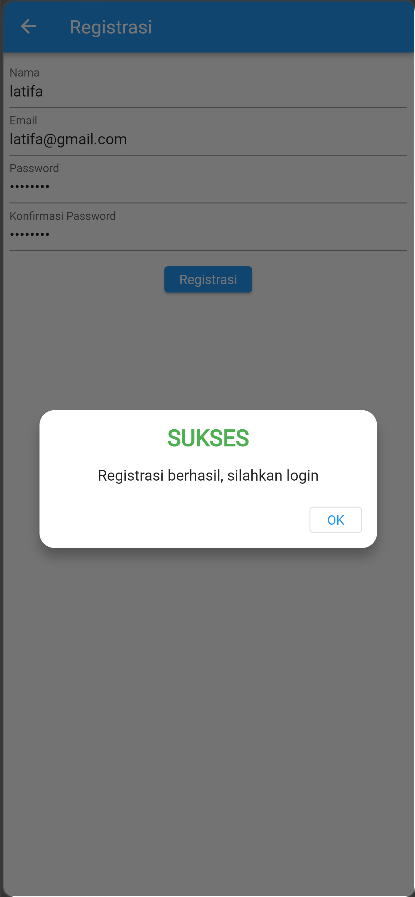 Registrasi
Nama
latifa
Email
latifa@gmail.com
Password
••••••••
Konfirmasi Password
••••••••
Registrasi
SUKSES
Registrasi berhasil, silahkan login
OK